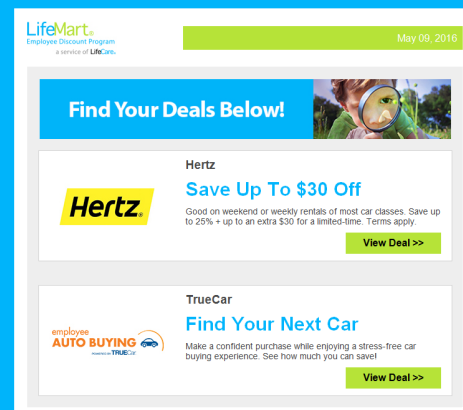 LifeMart®
Employee Discount Program
a service of LifeCare®
May 09, 2016
Find Your Deals Below!
Hertz®
Hertz
Save Up To $30 Off
Good on weekend or weekly rentals of most car classes. Save up
to 25% + up to an extra $30 for a limited-time. Terms apply.
View Deal >>
employee
AUTO BUYING
POWERED BY TRUECar
TrueCar
Find Your Next Car
Make a confident purchase while enjoying a stress-free car
buying experience. See how much you can save!
View Deal >>